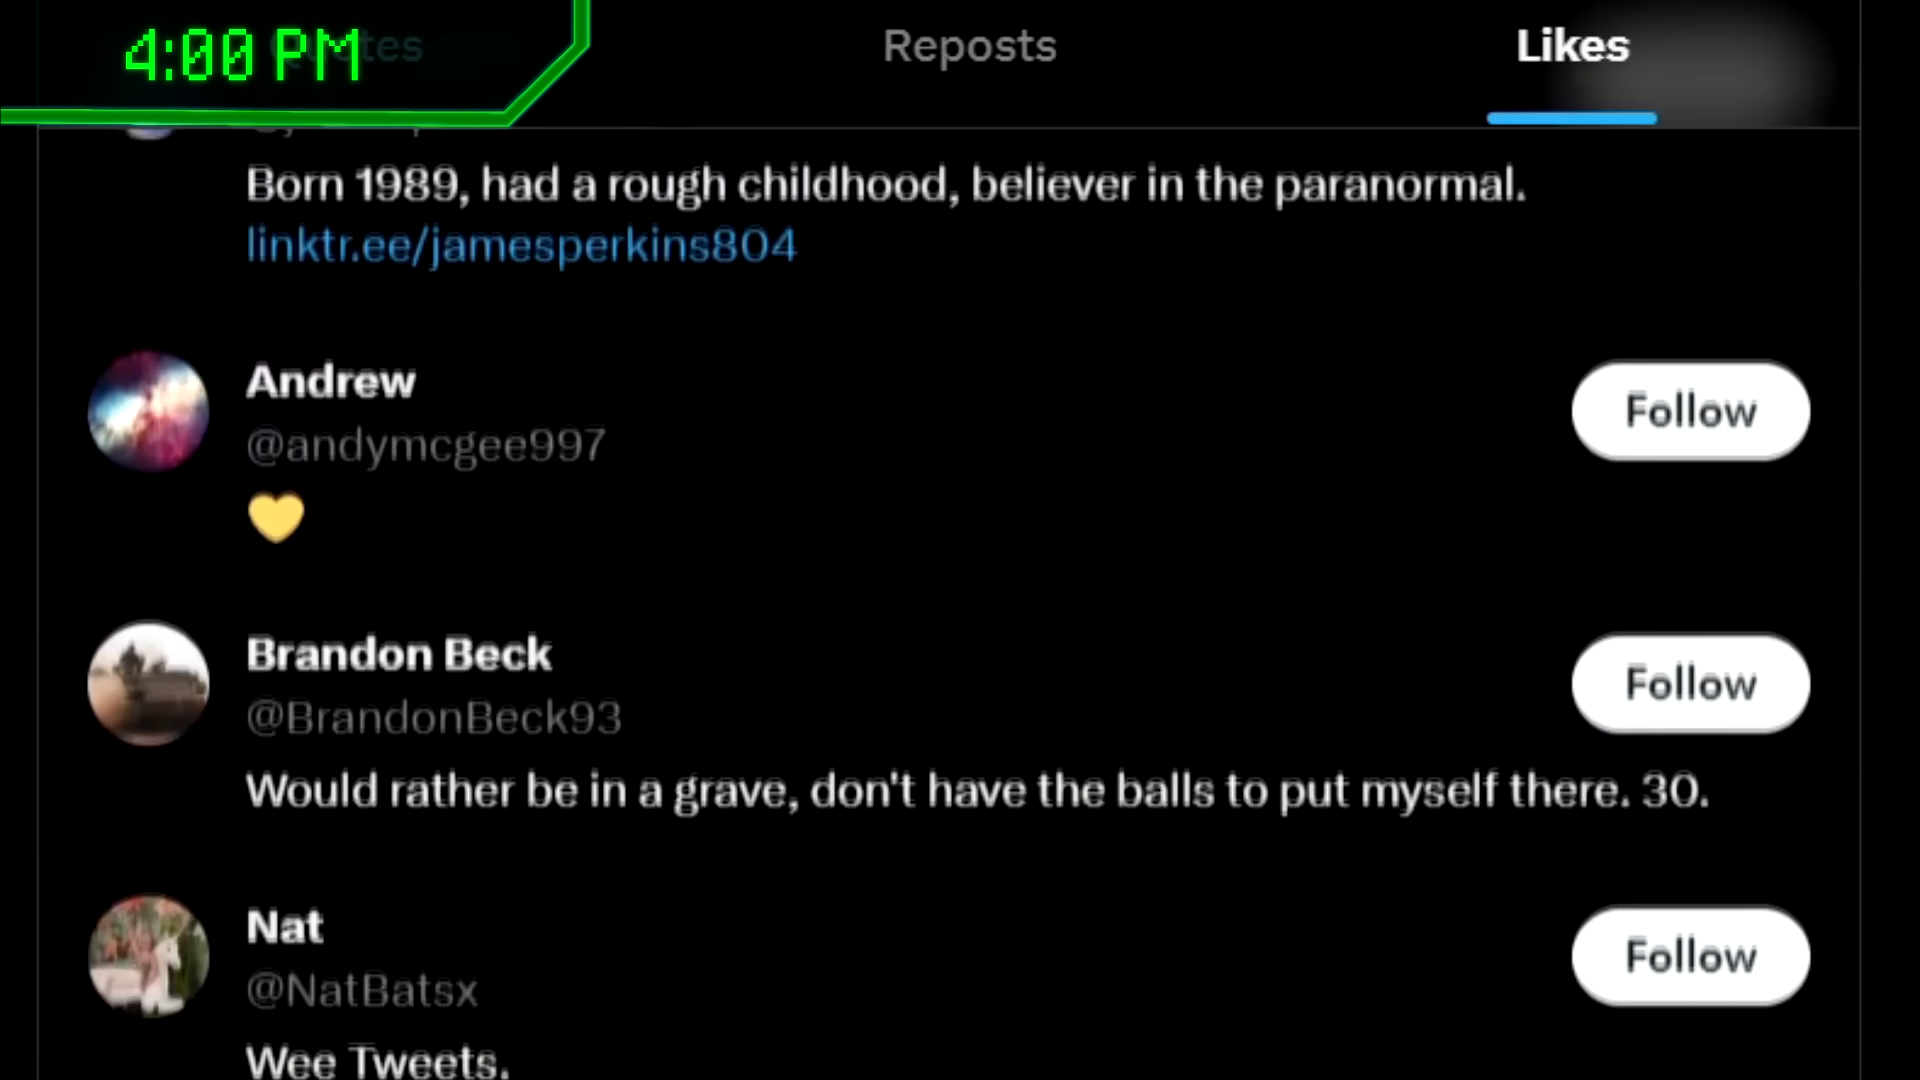 4:00 PM
Reposts
Likes
Born 1989, had a rough childhood, believer in the paranormal.
linktr.ee/jamesperkins804
Andrew
@andymcgee997
Follow
Brandon Beck
@BrandonBeck93
Follow
Would rather be in a grave, don't have the balls to put myself there. 30.
Nat
@NatBatsx
Follow
Wee Tweets.